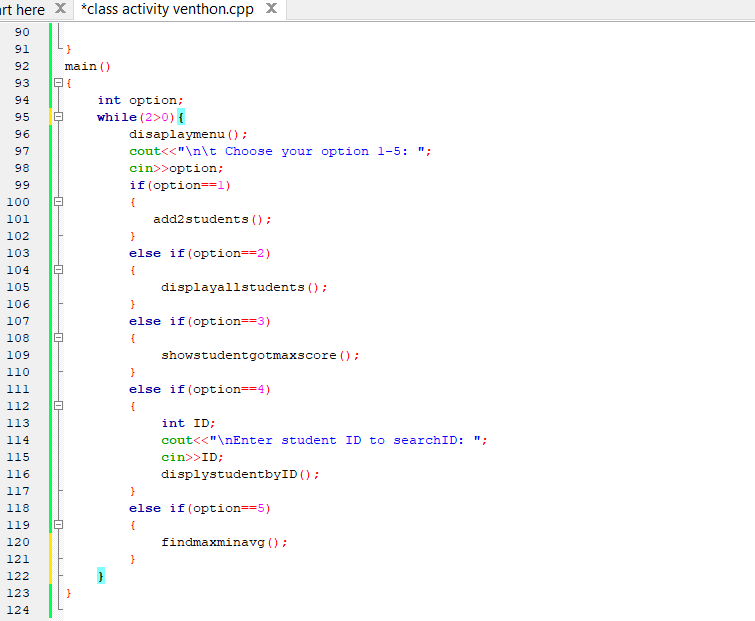 rt here X *class activity venthon.cpp X
90
91 }
92 main()
93 {
94 int option;
95 while(2>0){
96 disaplaymenu();
97 cout<<"\n\t Choose your option 1-5: ";
98 cin>>option;
99 if(option==1)
100 {
101 add2students();
102 }
103 else if(option==2)
104 {
105 displayallstudents();
106 }
107 else if(option==3)
108 {
109 showstudentgotmaxscore();
110 }
111 else if(option==4)
112 {
113 int ID;
114 cout<<"\nEnter student ID to searchID: ";
115 cin>>ID;
116 displystudentbyID();
117 }
118 else if(option==5)
119 {
120 findmaxminavg();
121 }
122 }
123 }
124